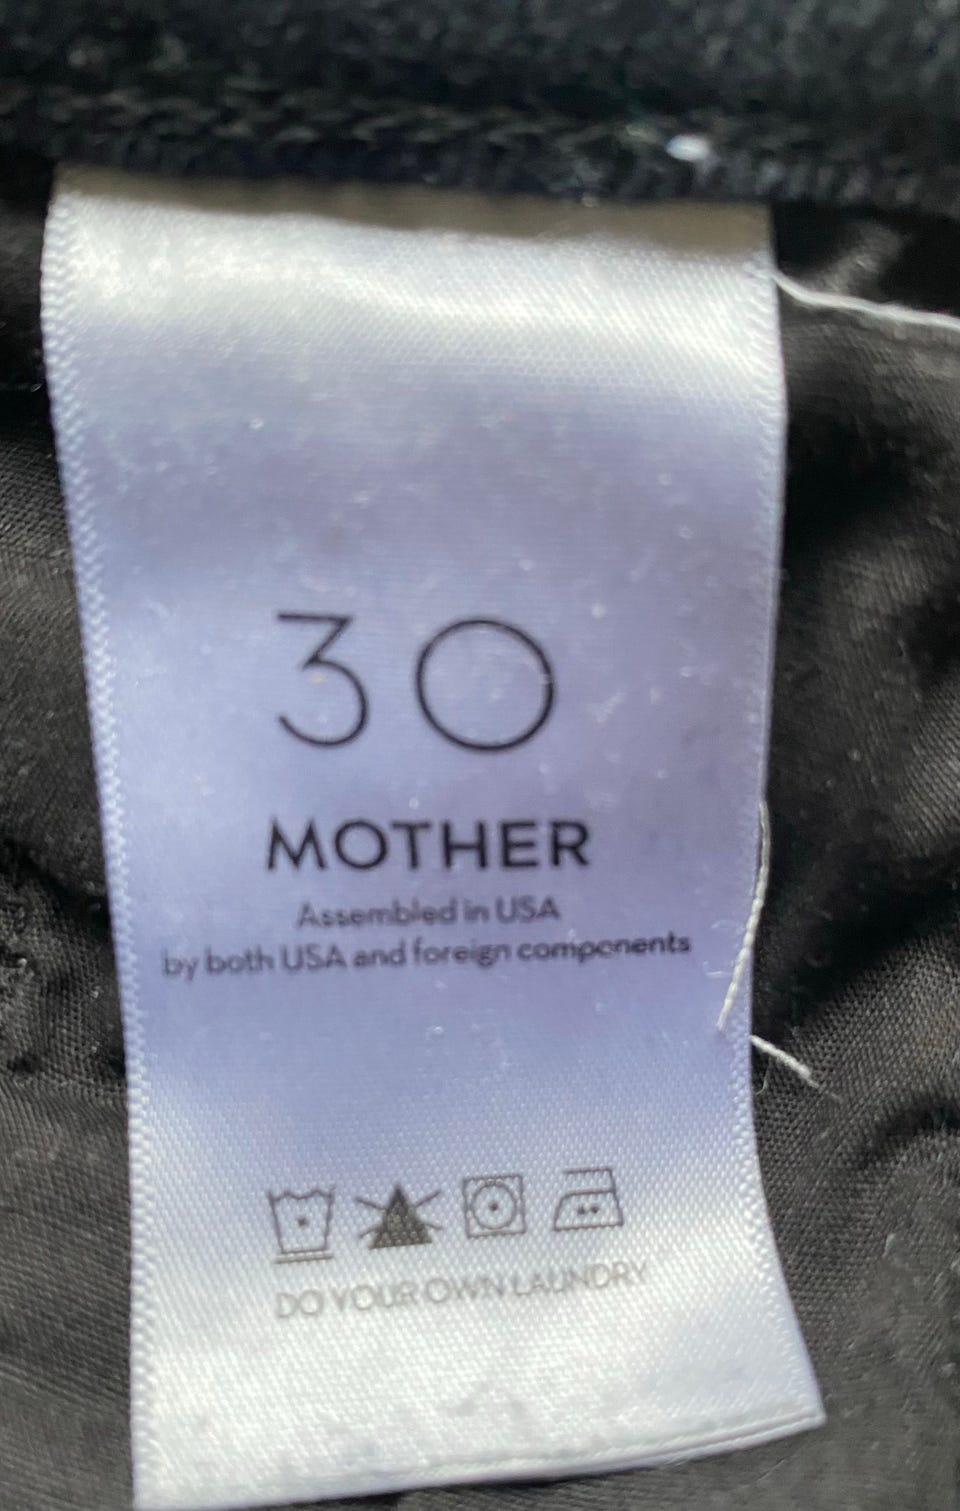 30
MOTHER
Assembled in USA
by both USA and foreign components
DO YOUR OWN LAUNDRY